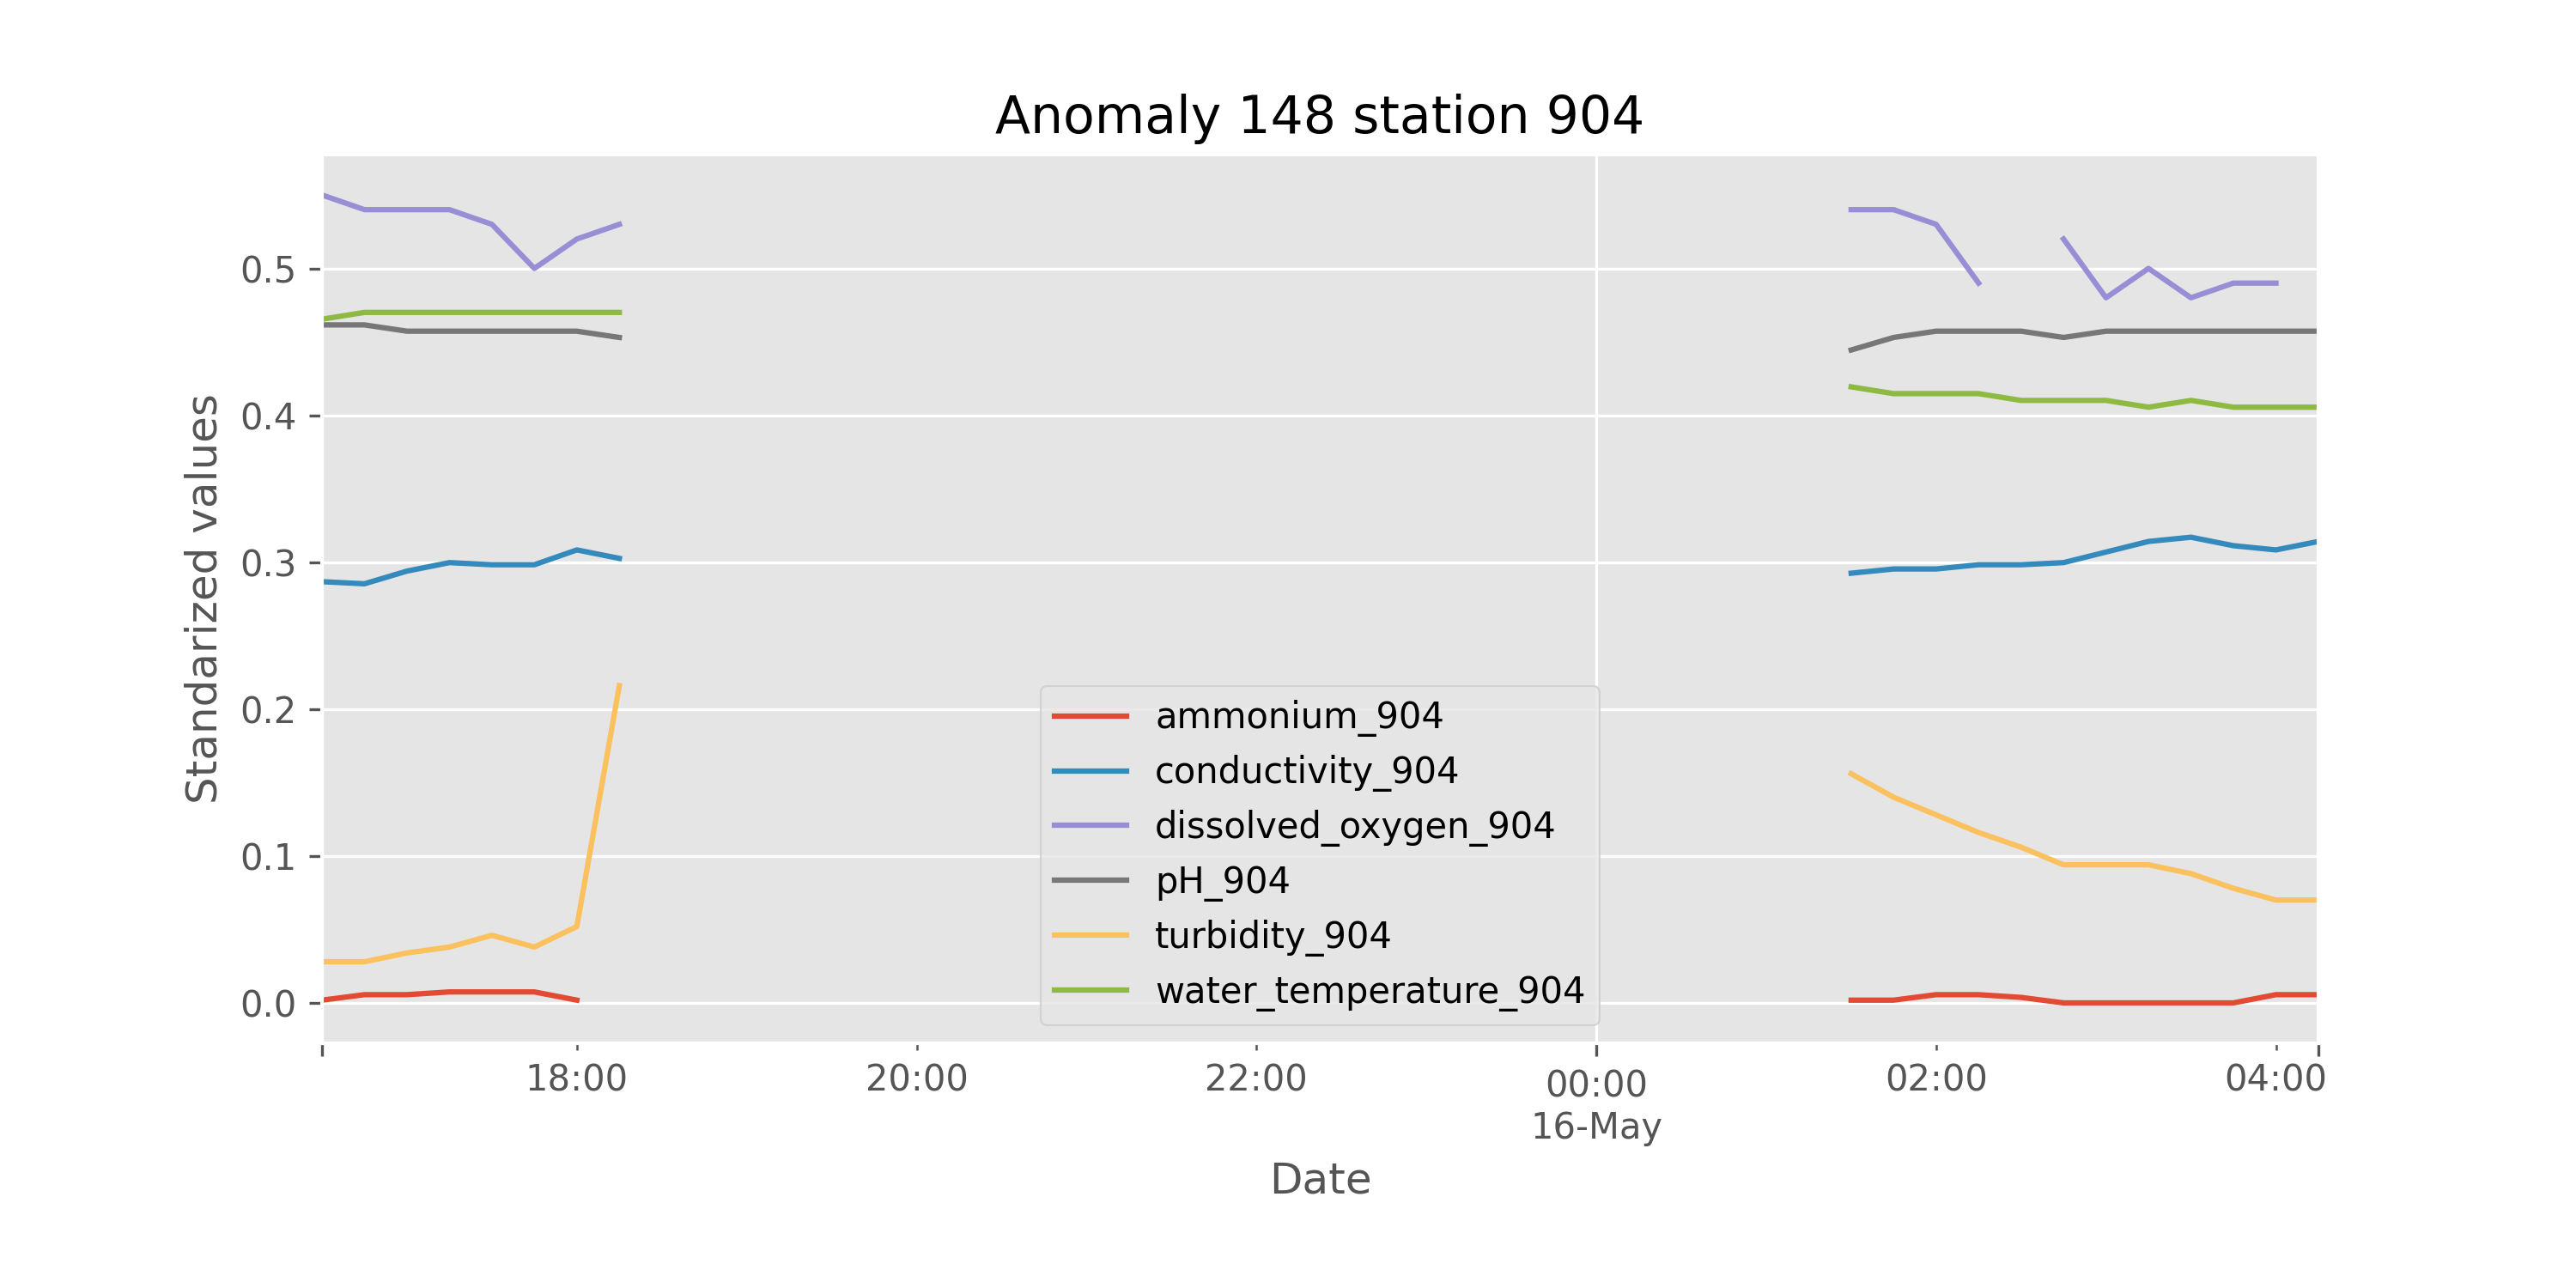 Anomaly 148 station 904
Standarized values
0.5
0.4
0.3
0.2
0.1
0.0
ammonium_904
conductivity_904
dissolved_oxygen_904
pH_904
turbidity_904
water_temperature_904
18:00
20:00
22:00
00:00
16-May
02:00
04:00
Date